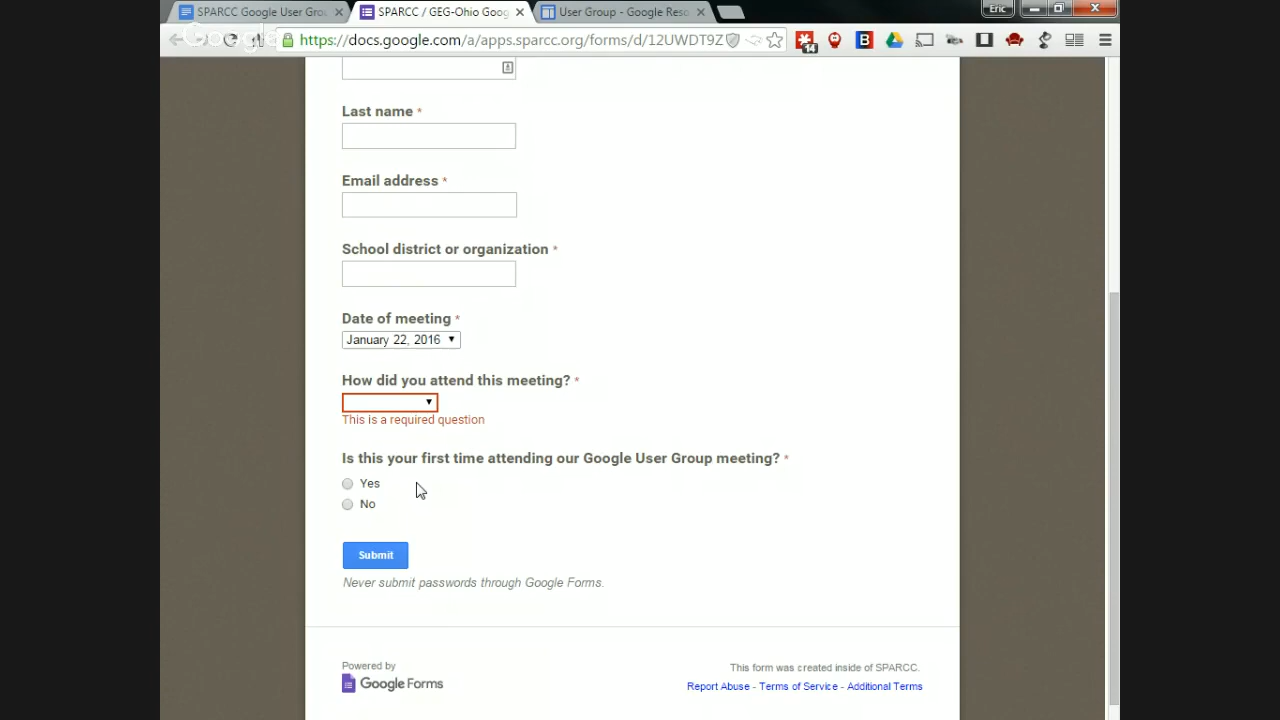 SPARCC Google User Grou
SPARCC / GEG-Ohio Goog
User Group - Google Reso
Eric
https://docs.google.com/a/apps.sparcc.org/forms/d/12UWDT9Z
14
B
Last name *
Email address *
School district or organization *
Date of meeting *
January 22, 2016
How did you attend this meeting? *
This is a required question
Is this your first time attending our Google User Group meeting? *
Yes
No
Submit
Never submit passwords through Google Forms.
Powered by
Google Forms
This form was created inside of SPARCC.
Report Abuse - Terms of Service - Additional Terms